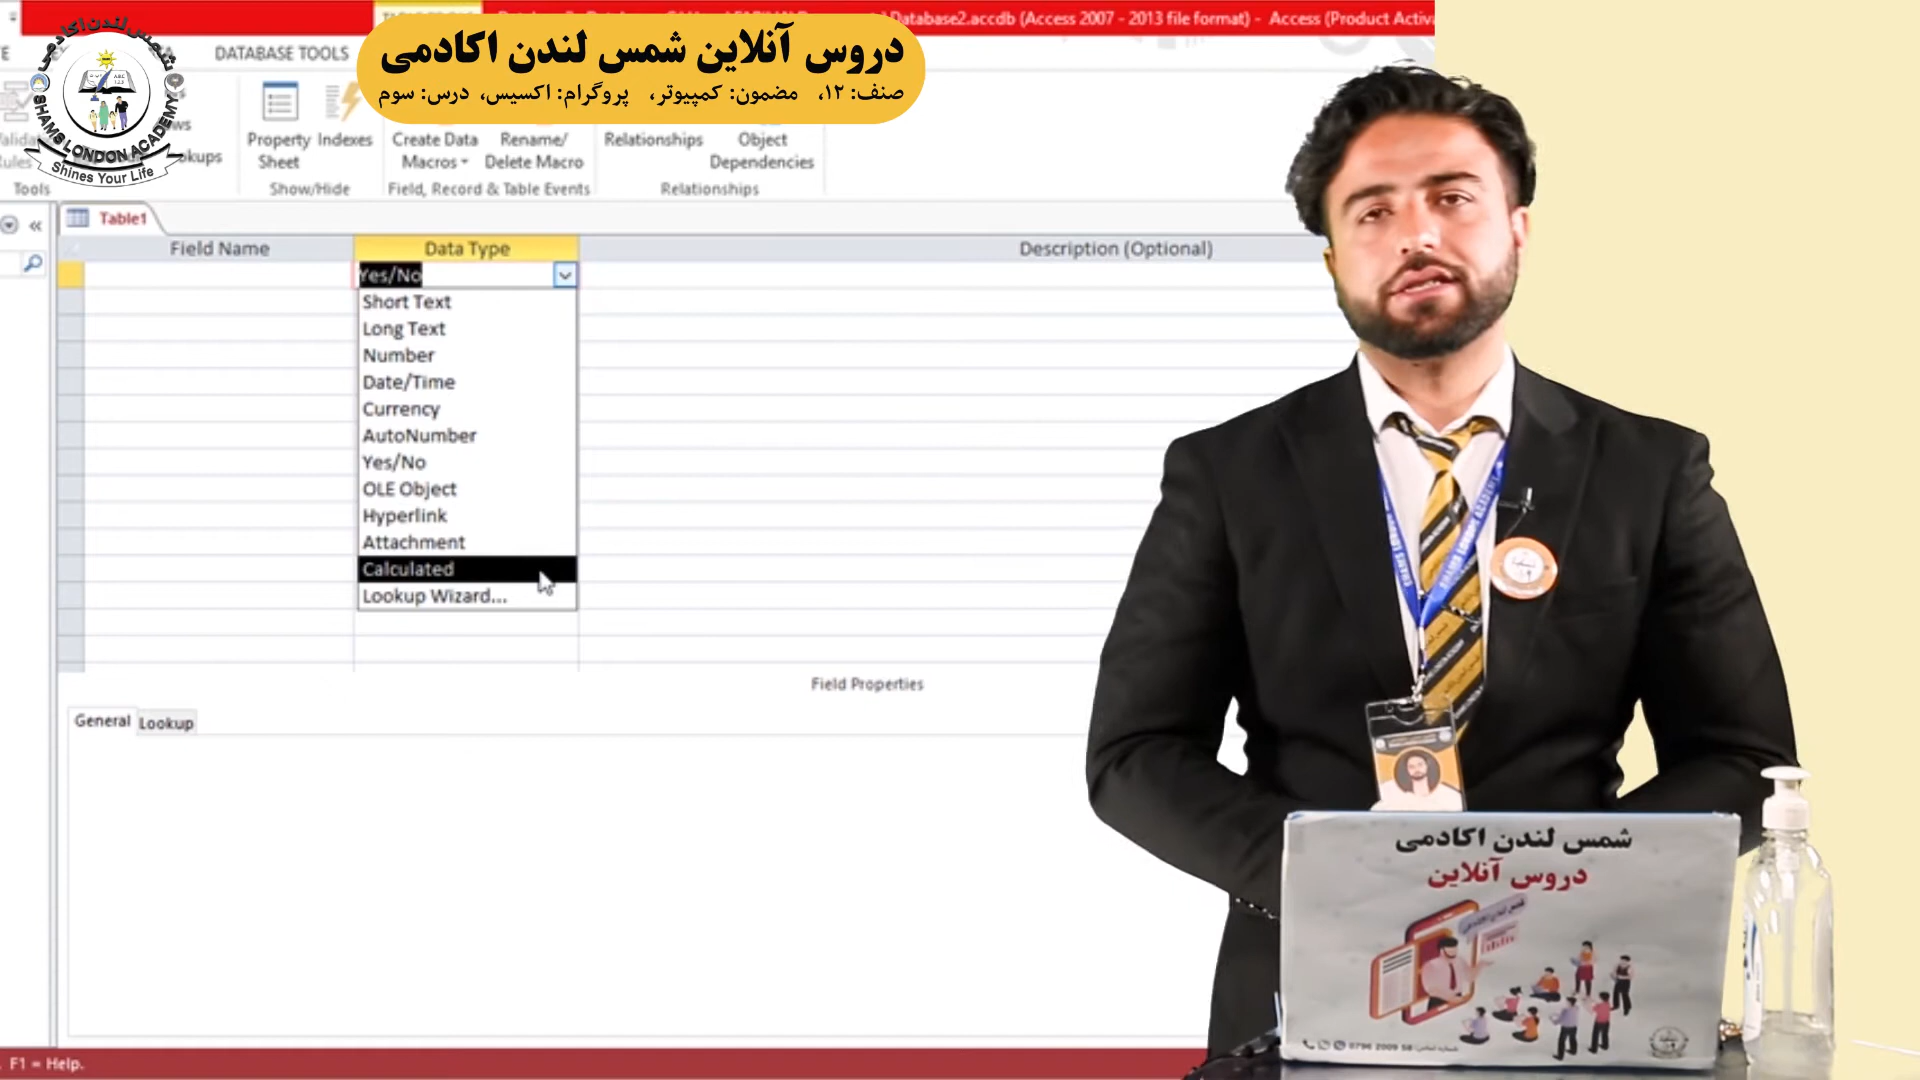 Database2.accdb (Access 2007 - 2013 file format) - Access (Product Activa
دروس آنلاین شمس لندن اکادمی
صنف: ۱۲، مضمون: کمپیوتر، پروگرام: اکسیس، درس: سوم
شمس لندن اکادمی
SHAMS LONDON ACADEMY
Shines Your Life
DATABASE TOOLS
Property Sheet
Indexes
Create Data Macros
Rename/ Delete Macro
Relationships
Object Dependencies
Tools
Show/Hide
Field, Record & Table Events
Relationships
Table1
Field Name
Data Type
Description (Optional)
Yes/No
Short Text
Long Text
Number
Date/Time
Currency
AutoNumber
Yes/No
OLE Object
Hyperlink
Attachment
Calculated
Lookup Wizard...
Field Properties
General
Lookup
F1 = Help.
شمس لندن اکادمی
دروس آنلاین